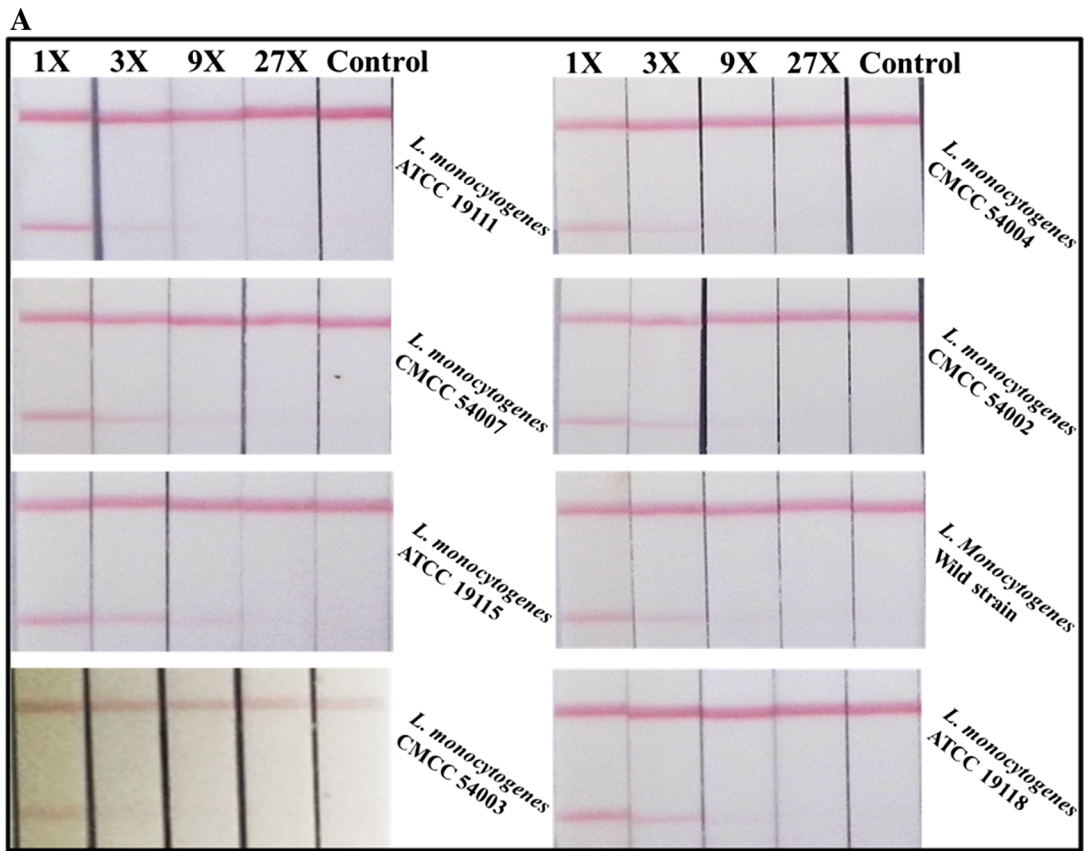 A
1X 3X 9X 27X Control
1X 3X 9X 27X Control
L. monocytogenes
ATCC 19111
L. monocytogenes
CMCC 54004
L. monocytogenes
CMCC 54007
L. monocytogenes
CMCC 54002
L. monocytogenes
ATCC 19115
L. Monocytogenes
Wild strain
L. monocytogenes
CMCC 54003
L. monocytogenes
ATCC 19118